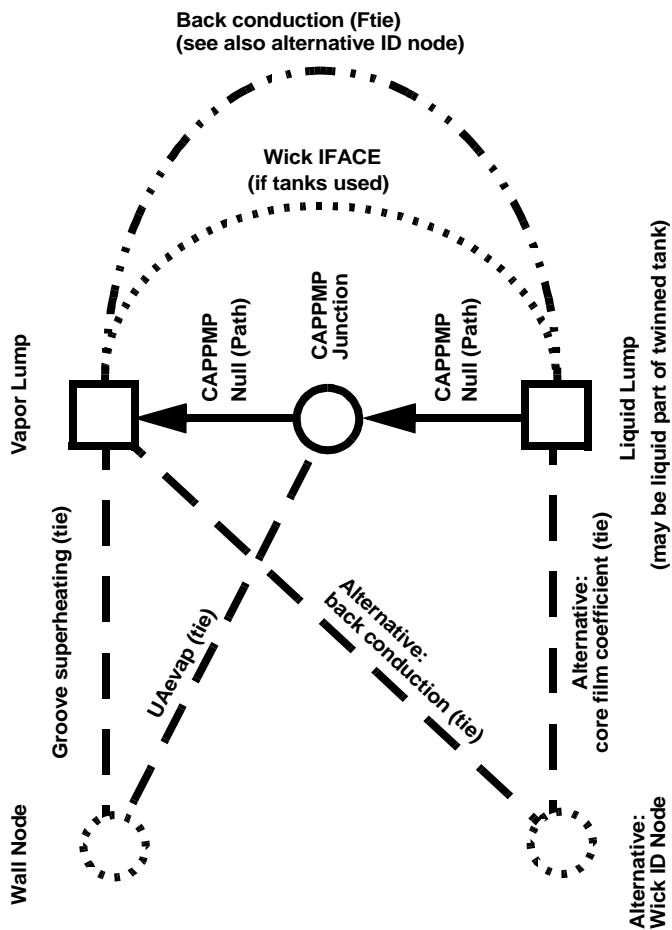 Back conduction (Ftie)
(see also alternative ID node)
Wick IFACE
(if tanks used)
Vapor Lump
CAPPMP
Null (Path)
CAPPMP
Junction
CAPPMP
Null (Path)
Liquid Lump
(may be liquid part of twinned tank)
Groove superheating (tie)
UAevap (tie)
Alternative:
back conduction (tie)
Alternative:
core film coefficient (tie)
Wall Node
Alternative:
Wick ID Node